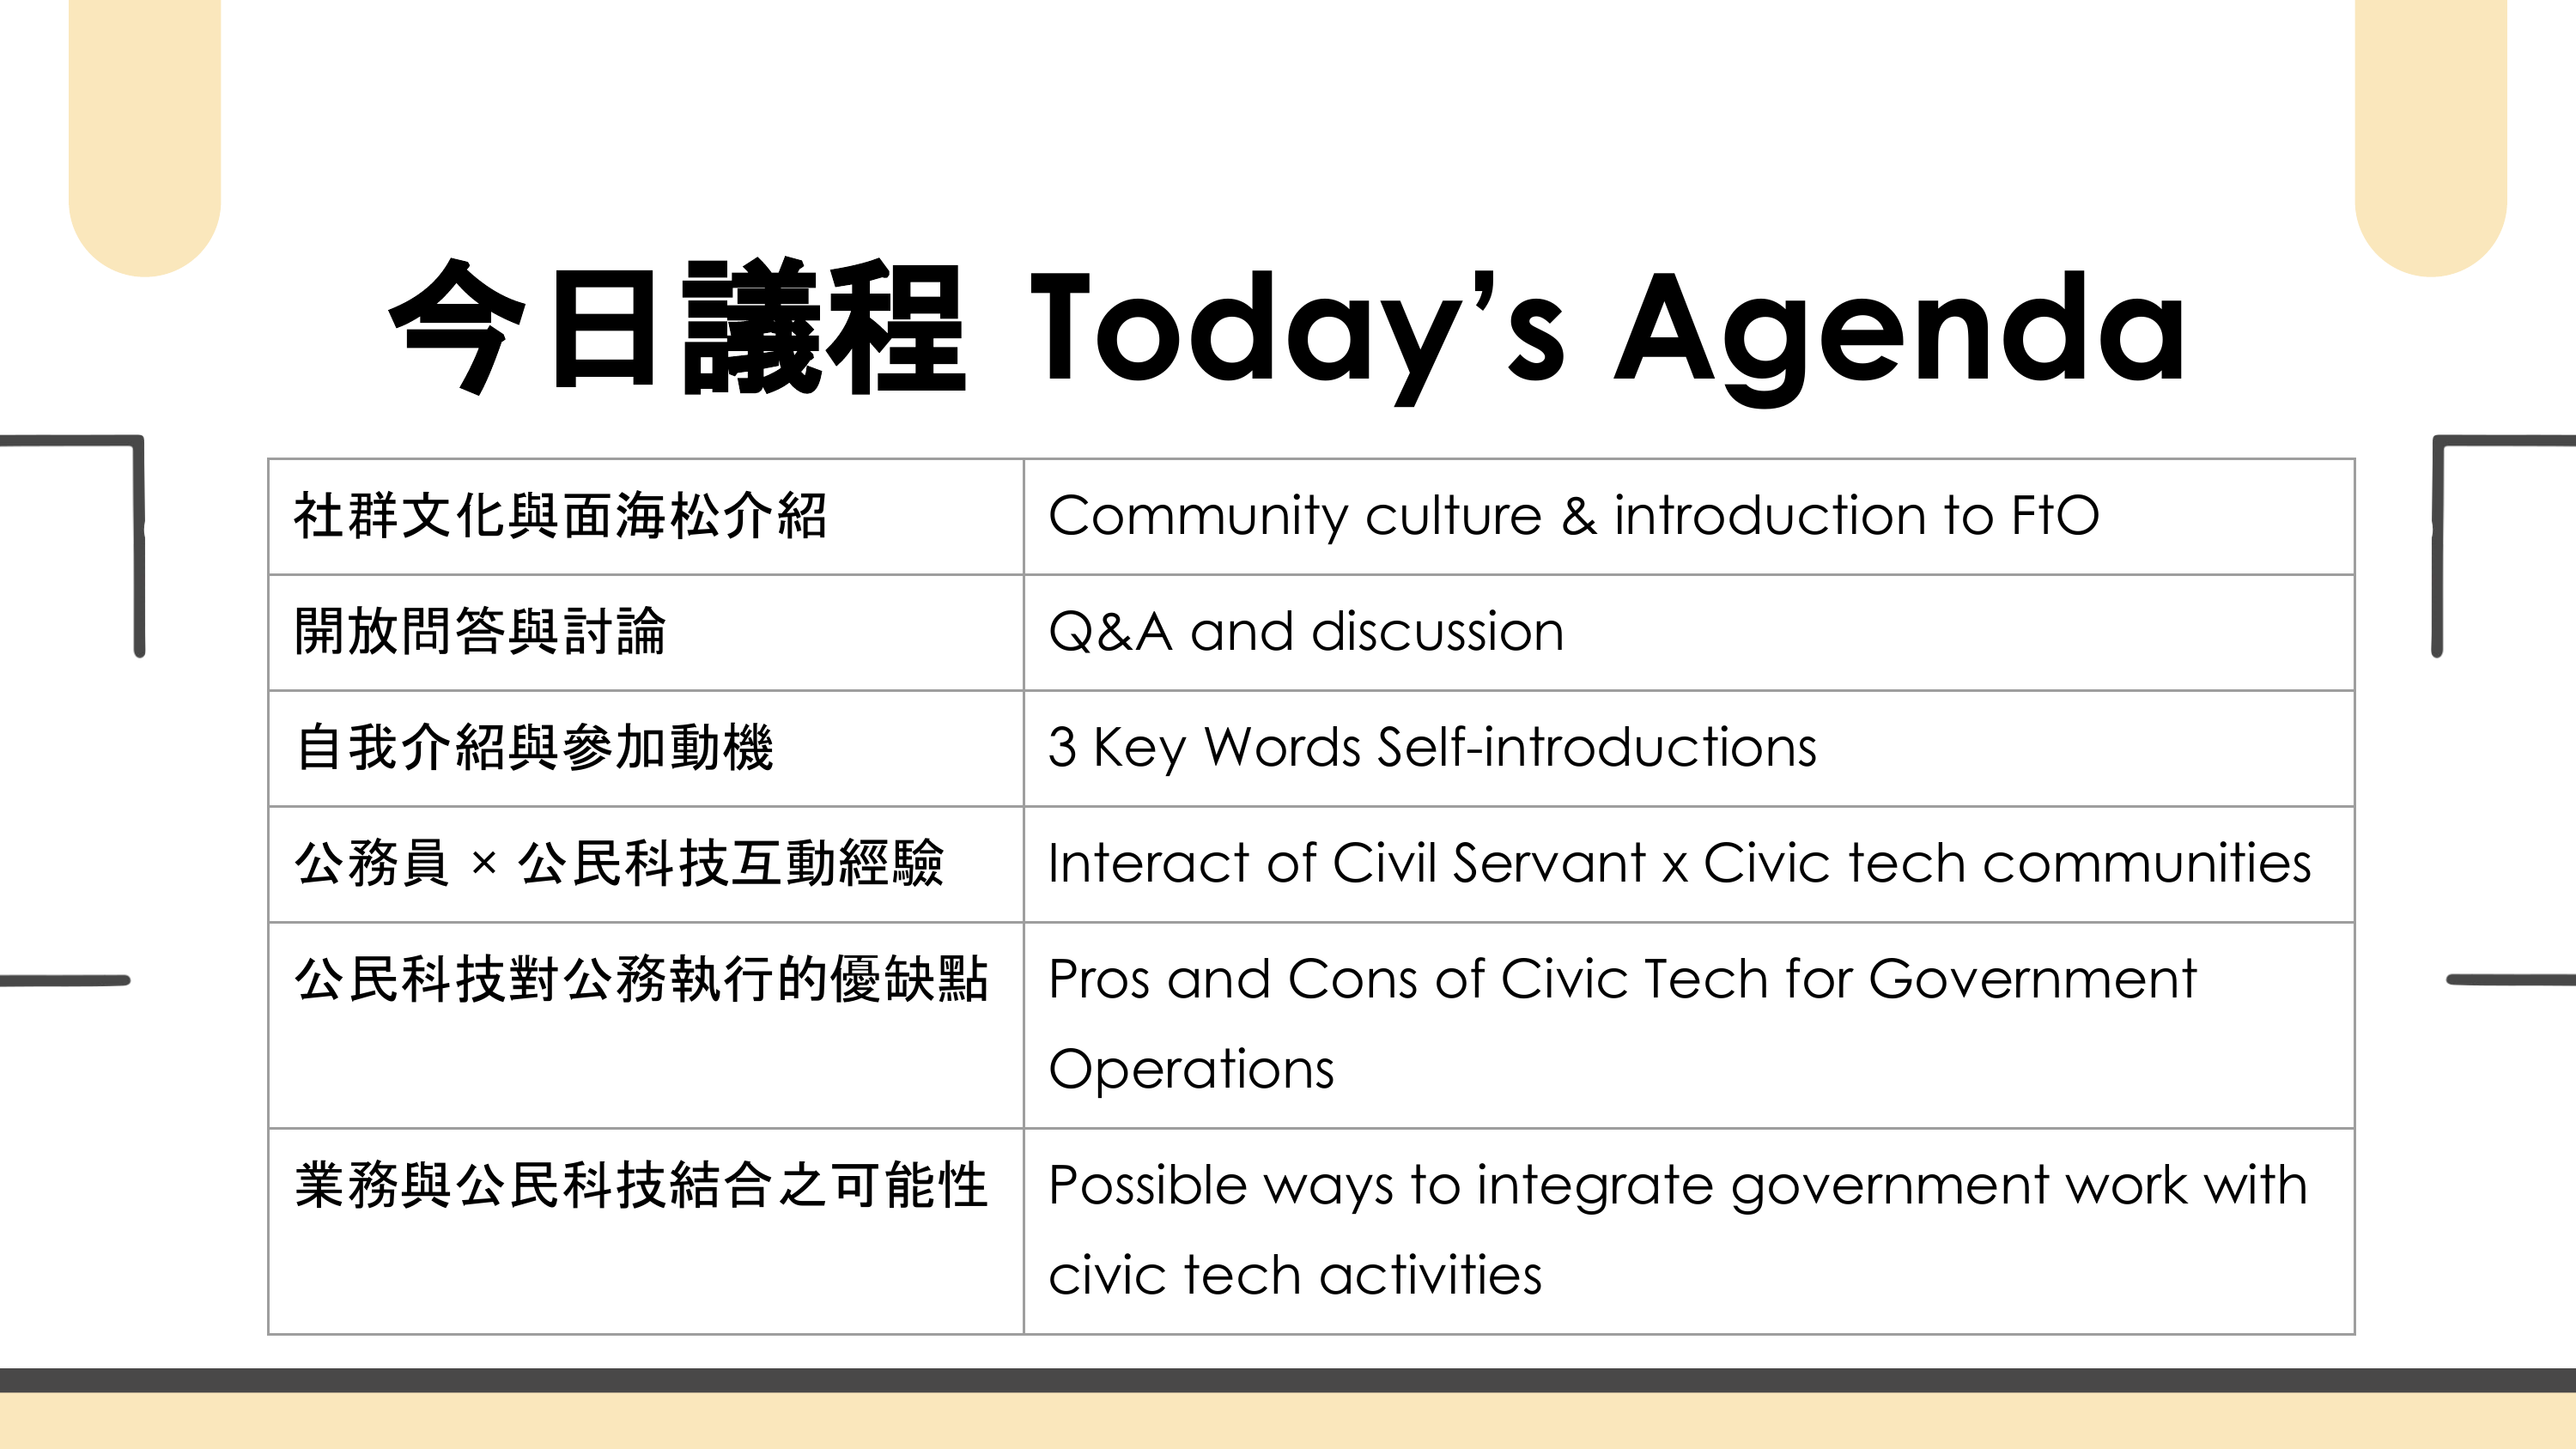 今日議程 Today’s Agenda
社群文化與面海松介紹
Community culture & introduction to FtO
開放問答與討論
Q&A and discussion
自我介紹與參加動機
3 Key Words Self-introductions
公務員 × 公民科技互動經驗
Interact of Civil Servant x Civic tech communities
公民科技對公務執行的優缺點
Pros and Cons of Civic Tech for Government
Operations
業務與公民科技結合之可能性
Possible ways to integrate government work with
civic tech activities